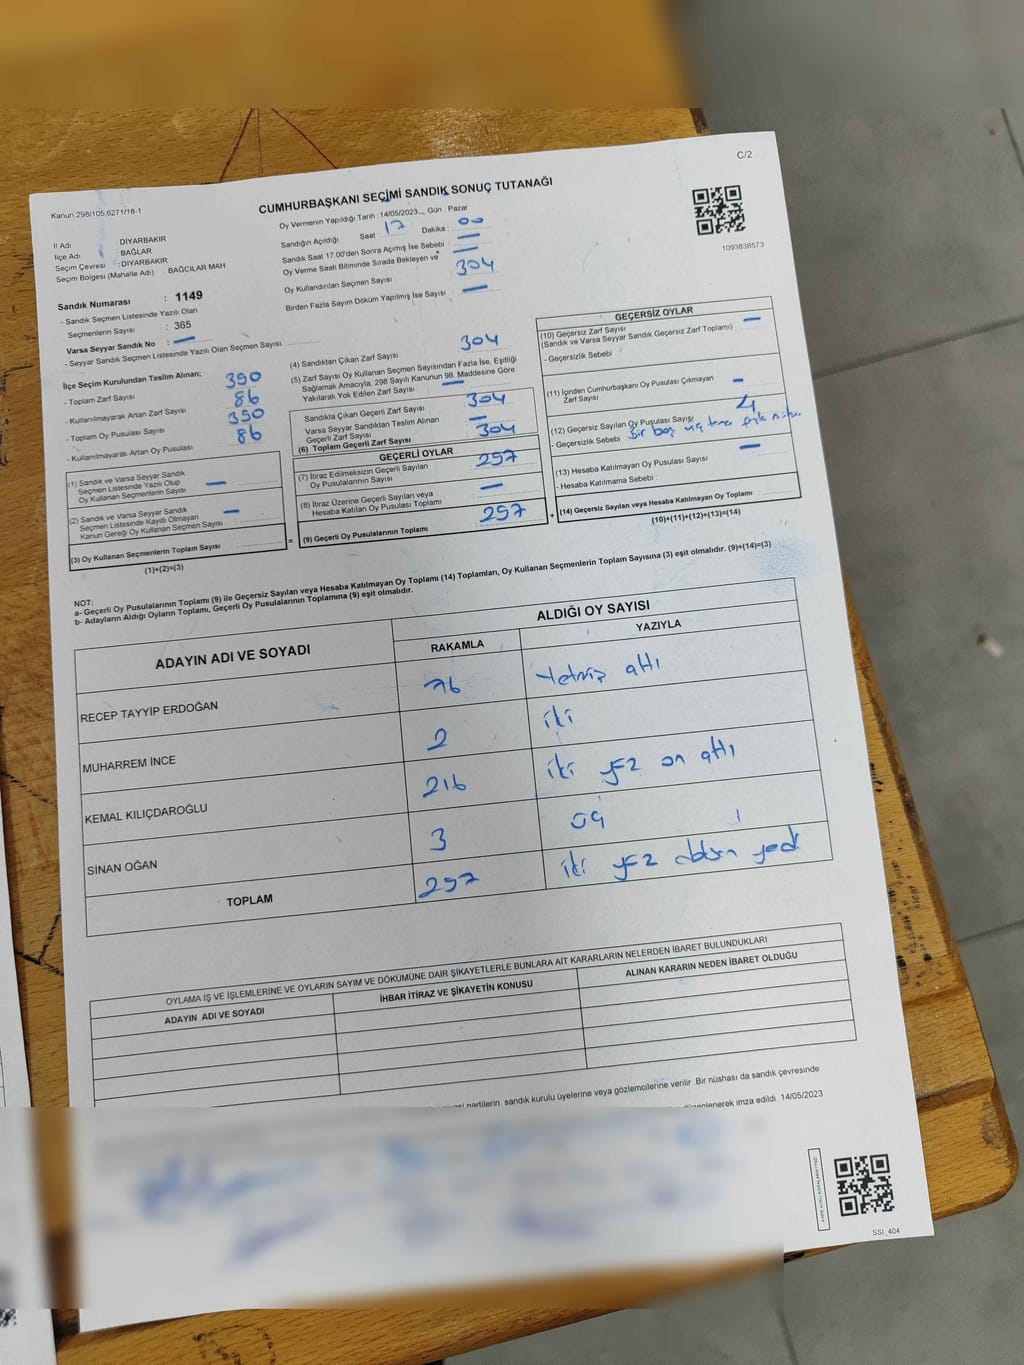 C/2
Kanun 298/105,6271/18-1
CUMHURBAŞKANI SEÇİMİ SANDIK SONUÇ TUTANAĞI
Oy Vermenin Yapıldığı Tarih : 14/05/2023 Gün : Pazar
1093638573
İl Adı : DİYARBAKIR
İlçe Adı : BAĞLAR
Seçim Çevresi : DİYARBAKIR
Seçim Bölgesi (Mahalle Adı) : BAĞCILAR MAH
Sandık Numarası : 1149
- Sandık Seçmen Listesinde Yazılı Olan
Seçmenlerin Sayısı : 365
Varsa Seyyar Sandık No : —
- Seyyar Sandık Seçmen Listesinde Yazılı Olan Seçmen Sayısı
Sandığın Açıldığı Saat 17 Dakika : 00
Sandık Saat 17:00'den Sonra Açımış İse Sebebi : —
Oy Verme Saati Bitiminde Sırada Bekleyen ve —
Oy Kullandırılan Seçmen Sayısı 304
Birden Fazla Sayım Döküm Yapılmış İse Sayısı : —
İlçe Seçim Kurulundan Teslim Alınan;
- Toplam Zarf Sayısı 390
- Kullanılmayarak Artan Zarf Sayısı 86
- Toplam Oy Pusulası Sayısı 390
- Kullanılmayarak Artan Oy Pusulası 86
(1) Sandık ve Varsa Seyyar Sandık
Seçmen Listesinde Yazılı Olup
Oy Kullanan Seçmenlerin Sayısı —
(2) Sandık ve Varsa Seyyar Sandık
Seçmen Listesinde Kayıtlı Olmayan
Kanun Gereği Oy Kullanan Seçmen Sayısı —
(3) Oy Kullanan Seçmenlerin Toplam Sayısı
(1)+(2)=(3)
(4) Sandıktan Çıkan Zarf Sayısı 304
(5) Zarf Sayısı Oy Kullanan Seçmen Sayısından Fazla İse, Eşitliği
Sağlamak Amacıyla, 298 Sayılı Kanunun 98. Maddesine Göre
Yakılarak Yok Edilen Zarf Sayısı —
Sandıkta Çıkan Geçerli Zarf Sayısı 304
Varsa Seyyar Sandıktan Teslim Alınan
Geçerli Zarf Sayısı —
(6) Toplam Geçerli Zarf Sayısı 304
GEÇERLİ OYLAR
(7) İtiraz Edilmeksizin Geçerli Sayılan
Oy Pusulalarının Sayısı 297
(8) İtiraz Üzerine Geçerli Sayılan veya
Hesaba Katılan Oy Pusulası Toplamı —
(9) Geçerli Oy Pusulalarının Toplamı 297
=
+
GEÇERSİZ OYLAR
(10) Geçersiz Zarf Sayısı
(Sandık ve Varsa Seyyar Sandık Geçersiz Zarf Toplamı) —
- Geçersizlik Sebebi :
(11) İçinden Cumhurbaşkanı Oy Pusulası Çıkmayan
Zarf Sayısı —
(12) Geçersiz Sayılan Oy Pusulası Sayısı 4
- Geçersizlik Sebebi : bir boş üç tane fazla
(13) Hesaba Katılmayan Oy Pusulası Sayısı —
- Hesaba Katılmama Sebebi :
(14) Geçersiz Sayılan veya Hesaba Katılmayan Oy Toplamı
(10)+(11)+(12)+(13)=(14)
NOT:
a- Geçerli Oy Pusulalarının Toplamı (9) ile Geçersiz Sayılan veya Hesaba Katılmayan Oy Toplamı (14) Toplamları, Oy Kullanan Seçmenlerin Toplam Sayısına (3) eşit olmalıdır. (9)+(14)=(3)
b- Adayların Aldığı Oyların Toplamı, Geçerli Oy Pusulalarının Toplamına (9) eşit olmalıdır.
ADAYIN ADI VE SOYADI
ALDIĞI OY SAYISI
RAKAMLA YAZIYLA
RECEP TAYYİP ERDOĞAN 76 Yetmiş altı
MUHARREM İNCE 2 iki
KEMAL KILIÇDAROĞLU 216 iki yüz on altı
SİNAN OĞAN 3 üç
TOPLAM 297 iki yüz doksan yedi
OYLAMA İŞ VE İŞLEMLERİNE VE OYLARIN SAYIM VE DÖKÜMÜNE DAİR ŞİKAYETLERLE BUNLARA AİT KARARLARIN NELERDEN İBARET BULUNDUKLARI
ADAYIN ADI VE SOYADI İHBAR İTİRAZ VE ŞİKAYETİN KONUSU ALINAN KARARIN NEDEN İBARET OLDUĞU
partilerin sandık kurulu üyelerine veya gözlemcilerine verilir. Bir nüshası da sandık çevresinde
imza edildi. 14/05/2023
SSI_404